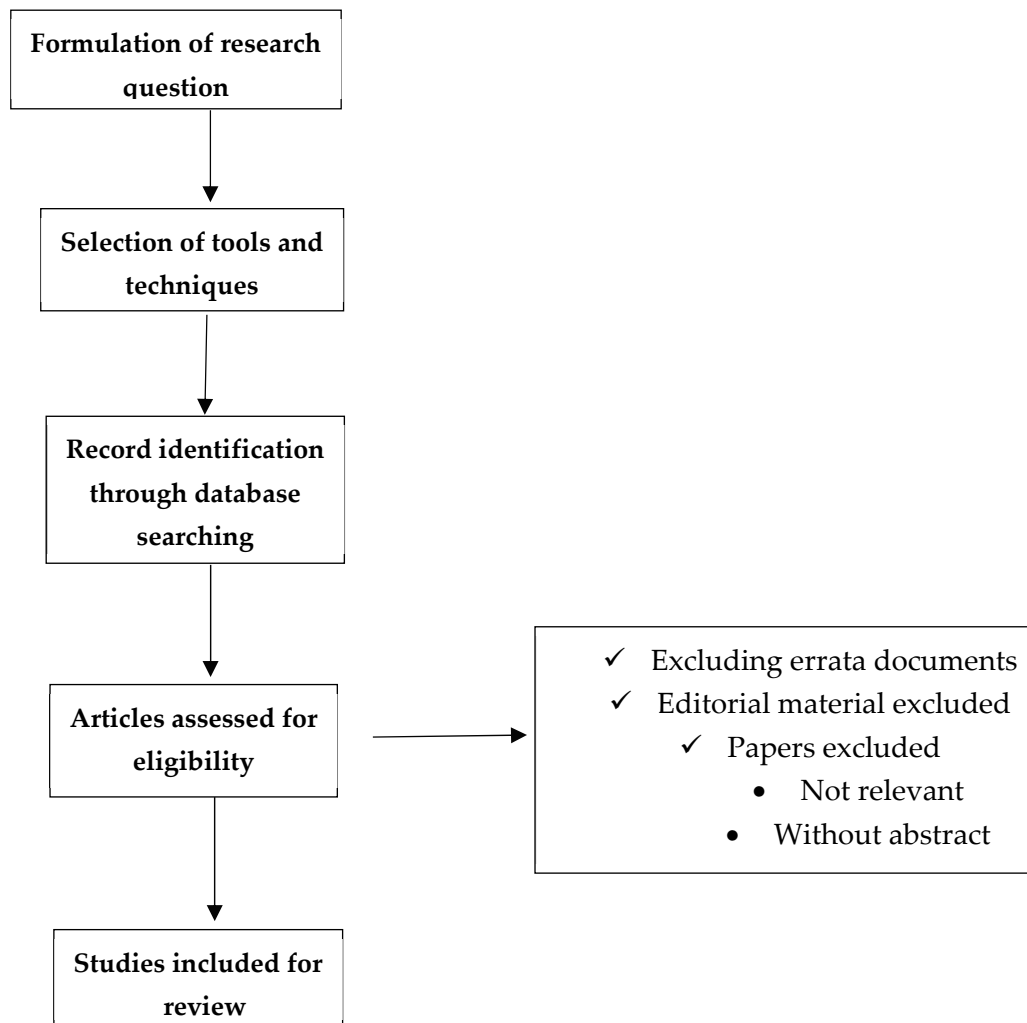 Formulation of research
question
Selection of tools and
techniques
Record identification
through database
searching
Articles assessed for
eligibility
✓ Excluding errata documents
✓ Editorial material excluded
✓ Papers excluded
• Not relevant
• Without abstract
Studies included for
review